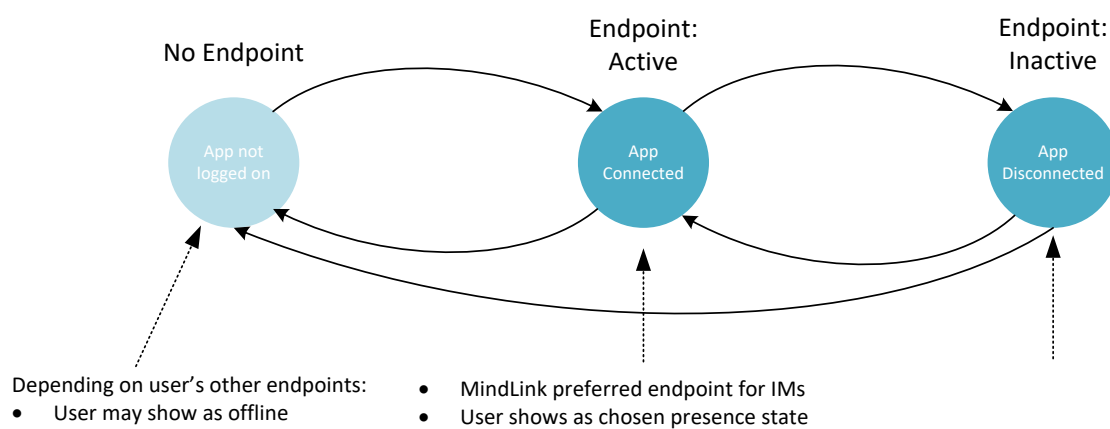 No Endpoint
Endpoint:
Active
Endpoint:
Inactive
App not
logged on
App
Connected
App
Disconnected
Depending on user's other endpoints:
• User may show as offline
• MindLink preferred endpoint for IMs
• User shows as chosen presence state